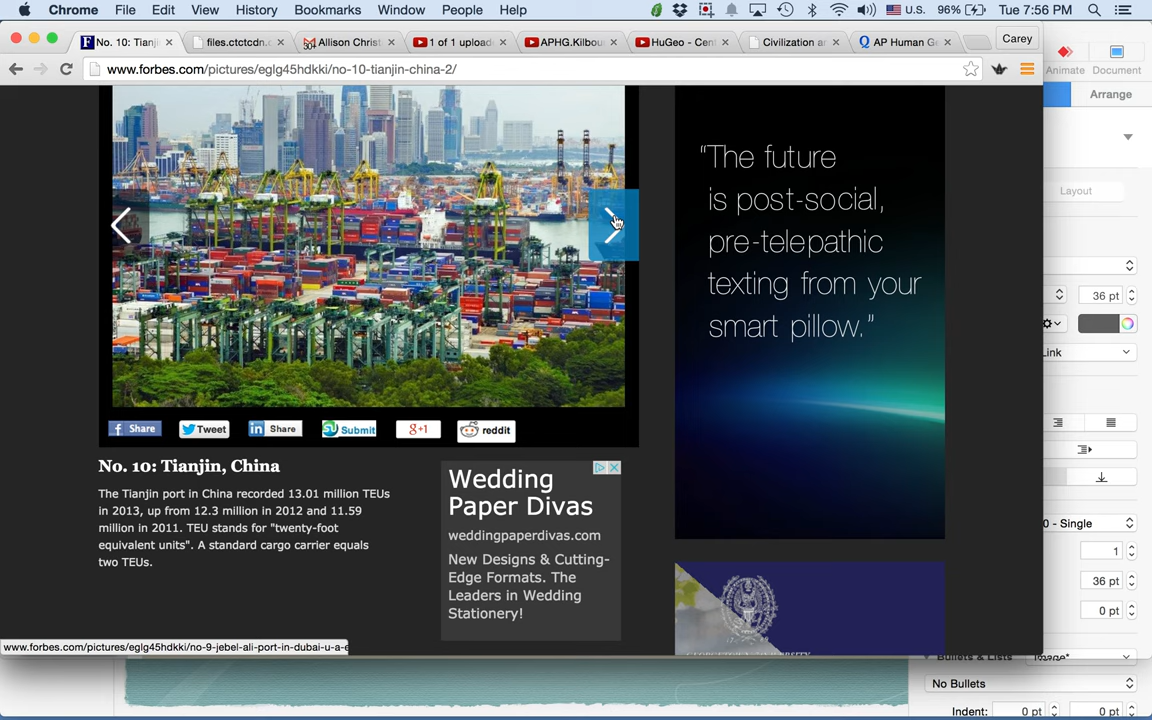 Chrome File Edit View History Bookmarks Window People Help U.S. 96% Tue 7:56 PM
No. 10: Tianji
files.ctctcdn.c
Allison Christ
1 of 1 upload
APHG.Kilbou
HuGeo - Cen
Civilization an
AP Human G
Carey
www.forbes.com/pictures/eglg45hdkki/no-10-tianjin-china-2/
Animate Document
Arrange
Layout
36 pt
Link
"The future
is post-social,
pre-telepathic
texting from your
smart pillow."
Share
Tweet
Share
Submit
g+1
reddit
No. 10: Tianjin, China
The Tianjin port in China recorded 13.01 million TEUs
in 2013, up from 12.3 million in 2012 and 11.59
million in 2011. TEU stands for "twenty-foot
equivalent units". A standard cargo carrier equals
two TEUs.
Wedding
Paper Divas
weddingpaperdivas.com
New Designs & Cutting-
Edge Formats. The
Leaders in Wedding
Stationery!
0 - Single
1
36 pt
0 pt
www.forbes.com/pictures/eglg45hdkki/no-9-jebel-ali-port-in-dubai-u-a-e
Bullets & Lists
Image*
No Bullets
Indent: 0 pt 0 pt